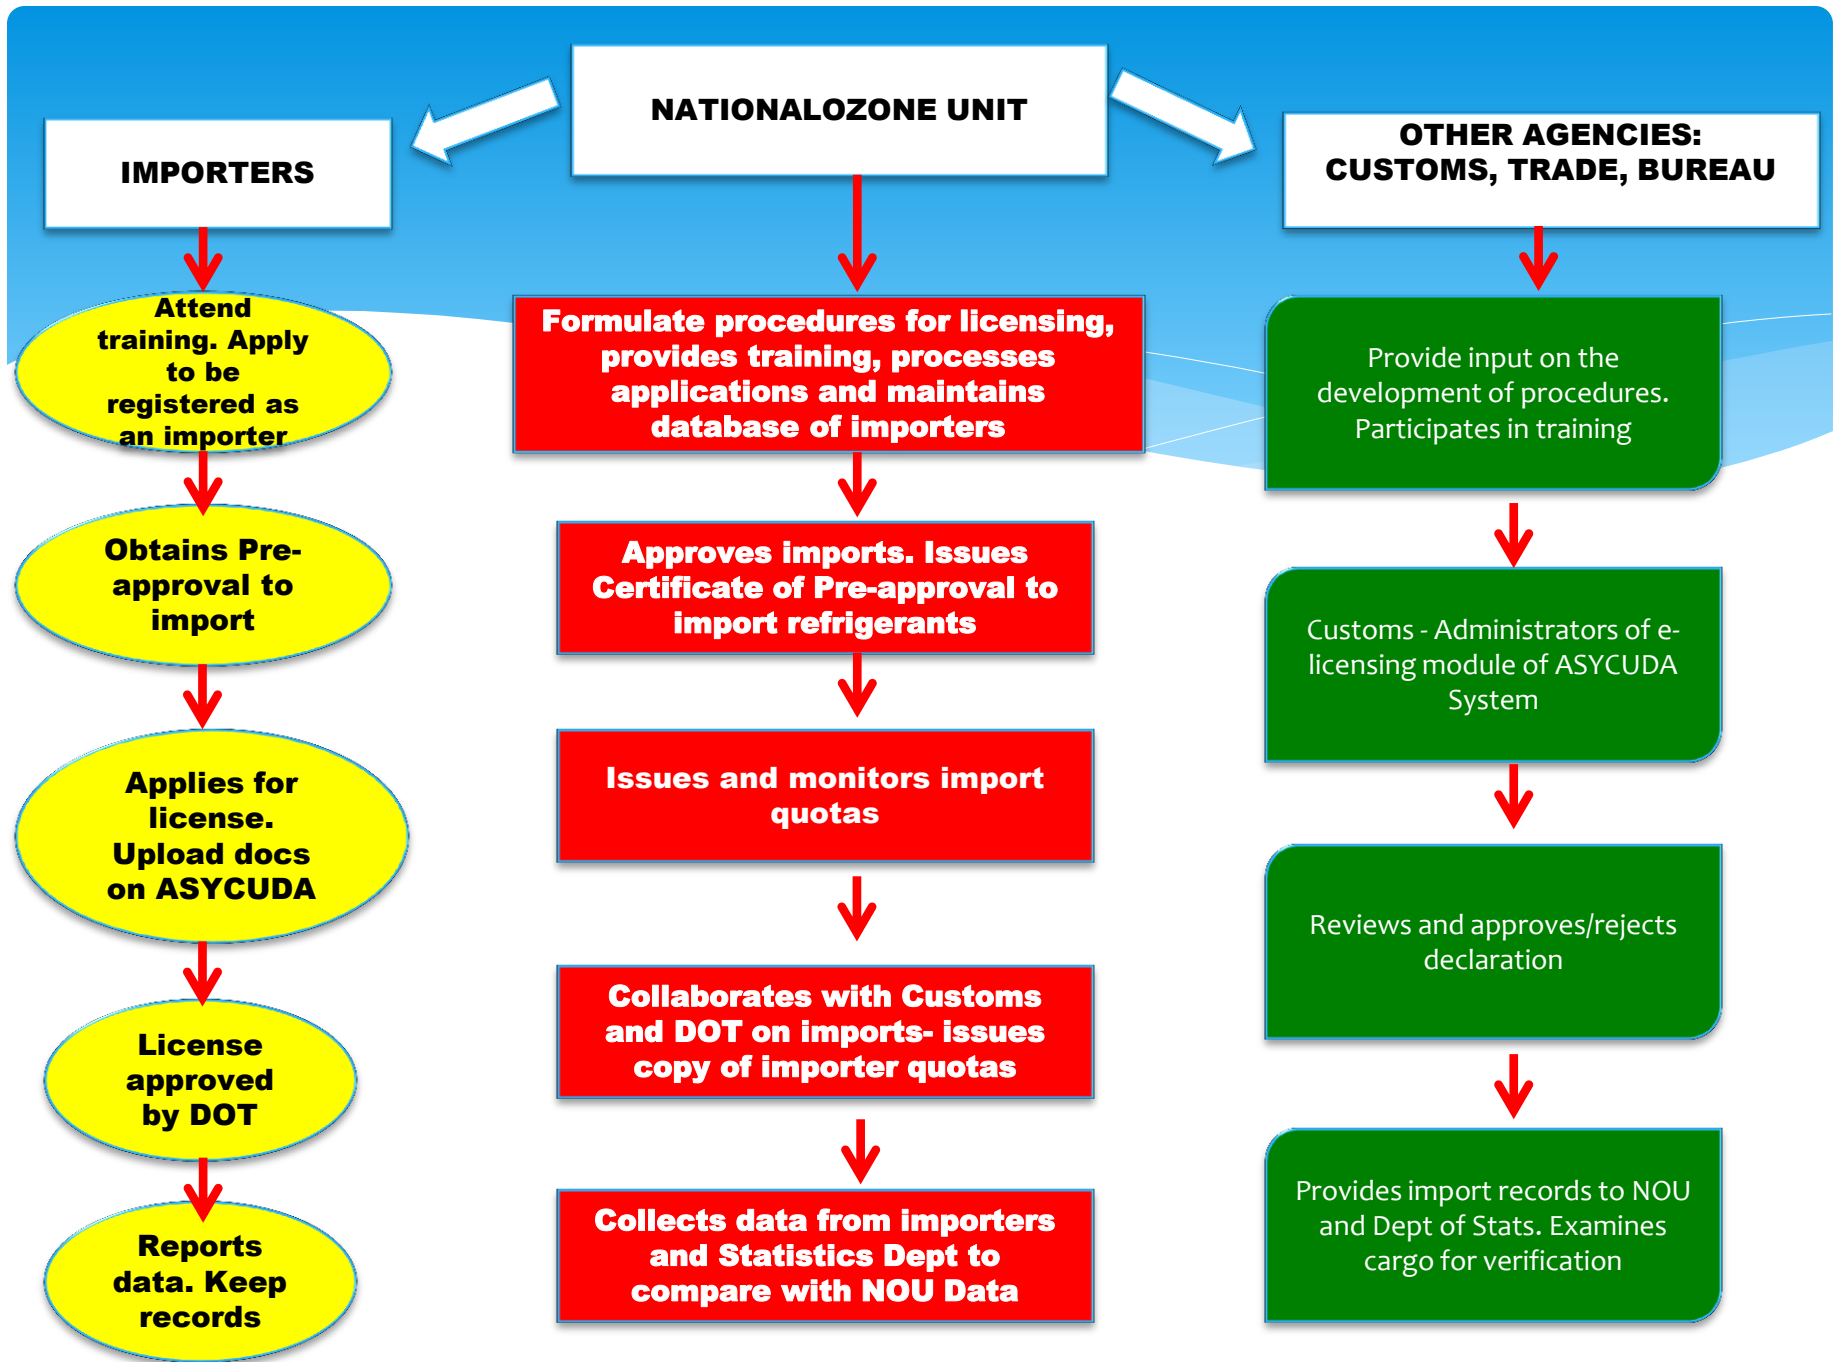 NATIONALOZONE UNIT
IMPORTERS
OTHER AGENCIES:
CUSTOMS, TRADE, BUREAU
Attend
training. Apply
to be
registered as
an importer
Obtains Pre-
approval to
import
Applies for
license.
Upload docs
on ASYCUDA
License
approved
by DOT
Reports
data. Keep
records
Formulate procedures for licensing,
provides training, processes
applications and maintains
database of importers
Approves imports. Issues
Certificate of Pre-approval to
import refrigerants
Issues and monitors import
quotas
Collaborates with Customs
and DOT on imports- issues
copy of importer quotas
Collects data from importers
and Statistics Dept to
compare with NOU Data
Provide input on the
development of procedures.
Participates in training
Customs - Administrators of e-
licensing module of ASYCUDA
System
Reviews and approves/rejects
declaration
Provides import records to NOU
and Dept of Stats. Examines
cargo for verification